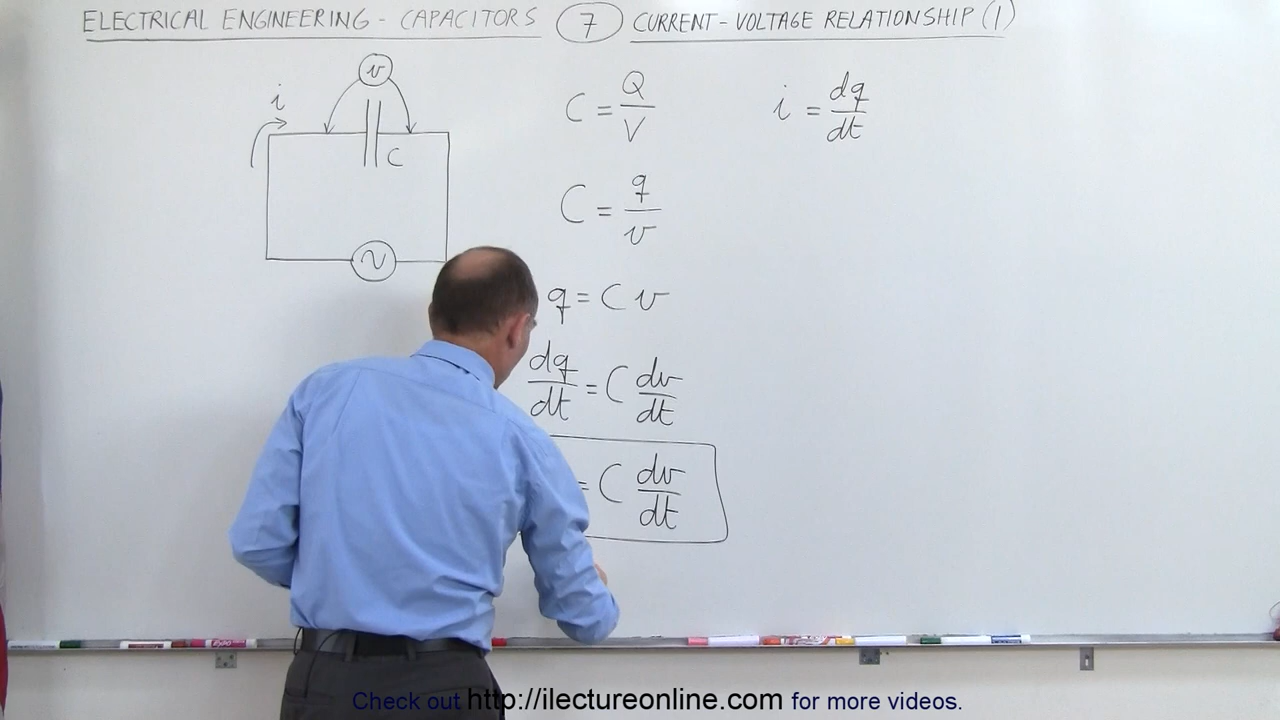 ELECTRICAL ENGINEERING - CAPACITORS 7 CURRENT-VOLTAGE RELATIONSHIP (1)
v
i
C
C = Q/V
i = dq/dt
C = q/v
q = C v
dq/dt = C dv/dt
= C dv/dt
EXPO
Check out http://ilectureonline.com for more videos.